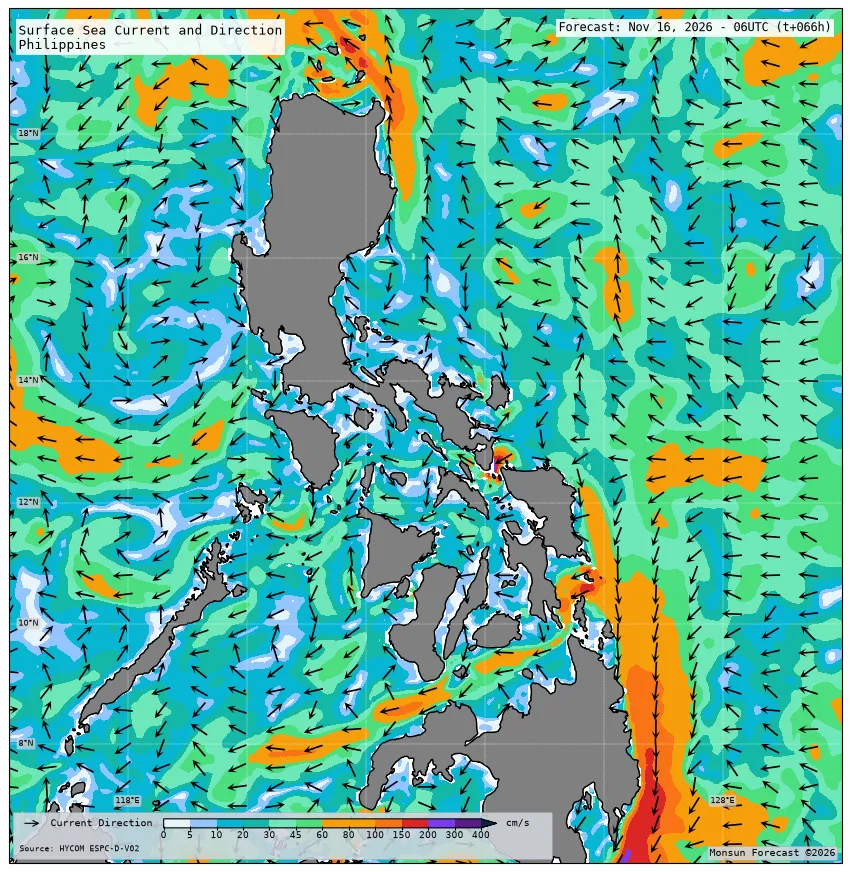 Surface Sea Current and Direction
Philippines
Forecast: Nov 16, 2026 - 06UTC (t+066h)
18°N
16°N
14°N
12°N
10°N
8°N
118°E
128°E
Current Direction
0 5 10 20 30 45 60 80 100 150 200 300 400
cm/s
Source: HYCOM ESPC-D-V02
Monsun Forecast ©2026